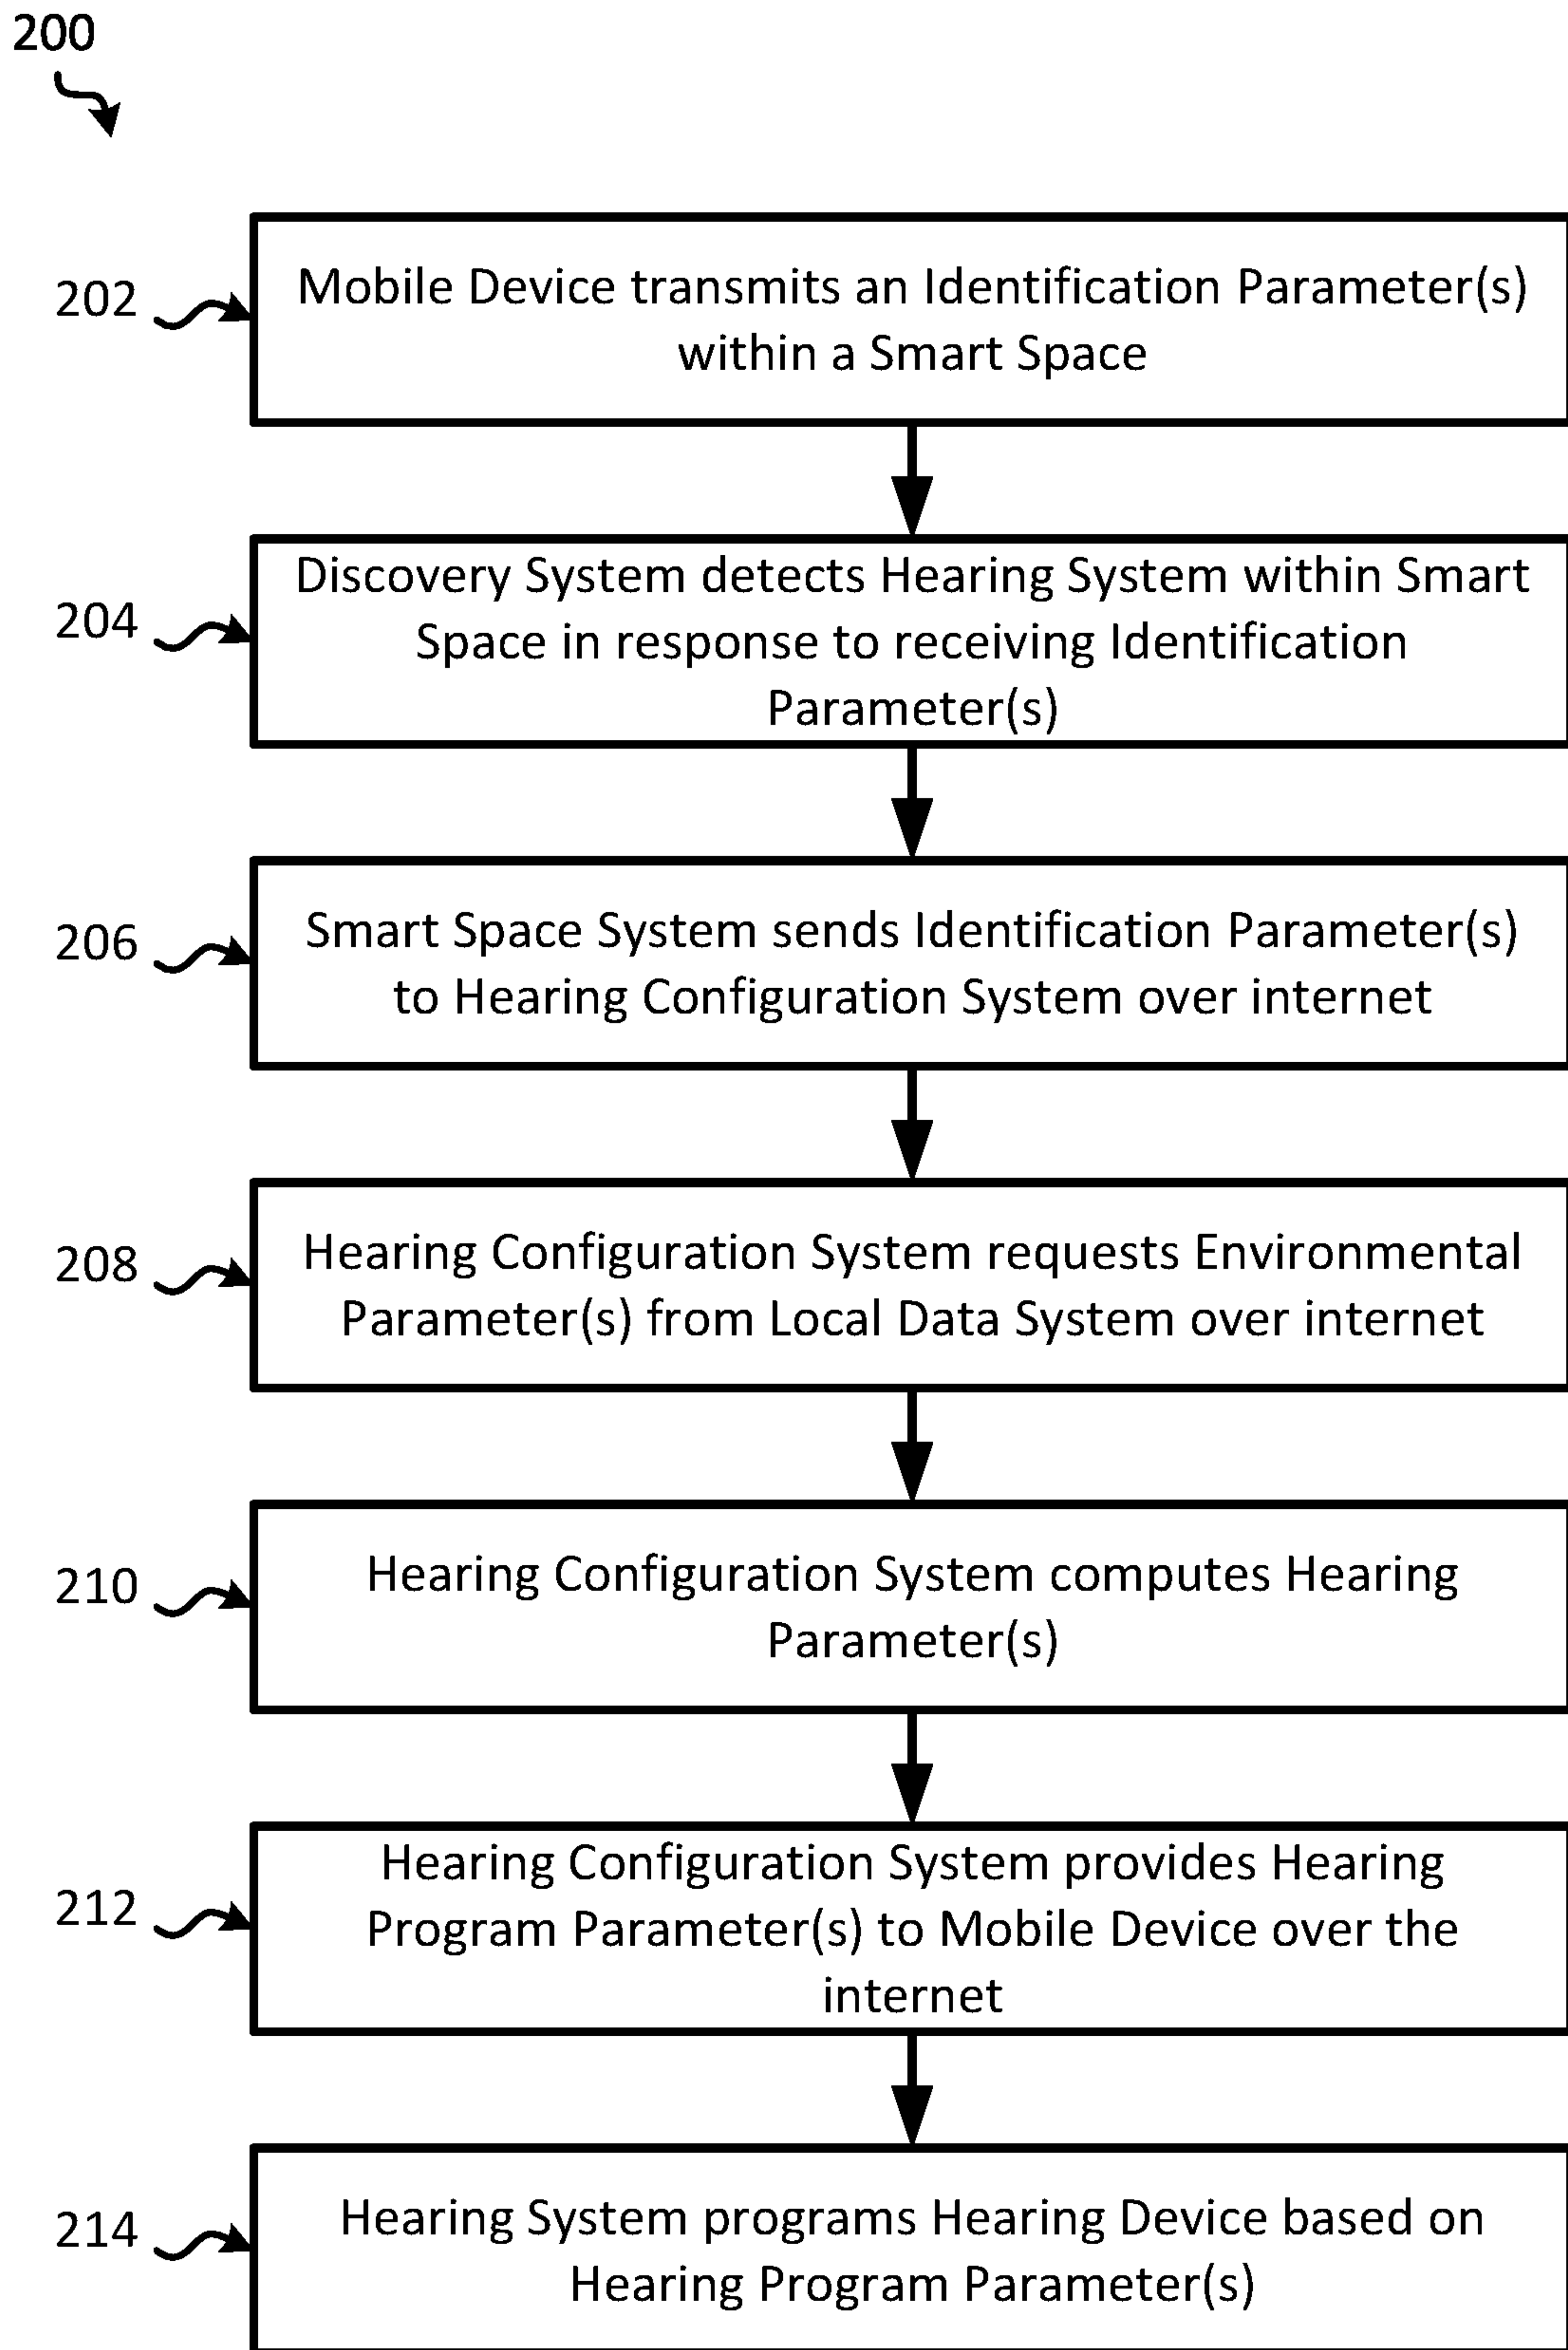 200
202
Mobile Device transmits an Identification Parameter(s)
within a Smart Space
204
Discovery System detects Hearing System within Smart
Space in response to receiving Identification
Parameter(s)
206
Smart Space System sends Identification Parameter(s)
to Hearing Configuration System over internet
208
Hearing Configuration System requests Environmental
Parameter(s) from Local Data System over internet
210
Hearing Configuration System computes Hearing
Parameter(s)
212
Hearing Configuration System provides Hearing
Program Parameter(s) to Mobile Device over the
internet
214
Hearing System programs Hearing Device based on
Hearing Program Parameter(s)